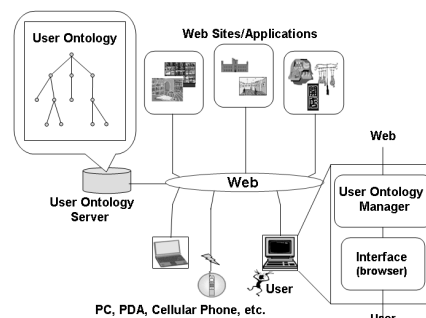 User Ontology
Web Sites/Applications
Web
User Ontology
Server
Web
User Ontology
Manager
Interface
(browser)
User
PC, PDA, Cellular Phone, etc.
User